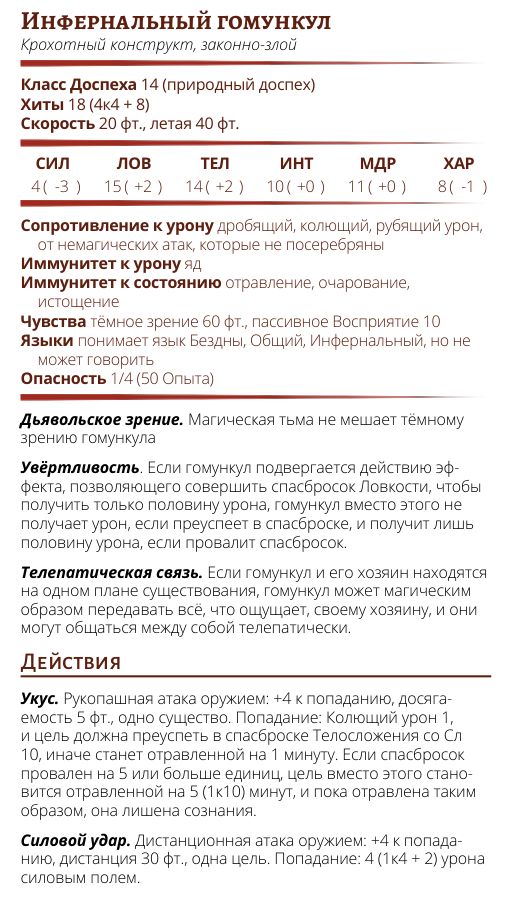 Инфернальный гомункул
Крохотный конструкт, законно-злой
Класс Доспеха 14 (природный доспех)
Хиты 18 (4к4 + 8)
Скорость 20 фт., летая 40 фт.
СИЛ ЛОВ ТЕЛ ИНТ МДР ХАР
4 ( -3 ) 15 ( +2 ) 14 ( +2 ) 10 ( +0 ) 11 ( +0 ) 8 ( -1 )
Сопротивление к урону дробящий, колющий, рубящий урон,
от немагических атак, которые не посеребряны
Иммунитет к урону яд
Иммунитет к состоянию отравление, очарование,
истощение
Чувства тёмное зрение 60 фт., пассивное Восприятие 10
Языки понимает язык Бездны, Общий, Инфернальный, но не
может говорить
Опасность 1/4 (50 Опыта)
Дьявольское зрение. Магическая тьма не мешает тёмному
зрению гомункула
Увёртливость. Если гомункул подвергается действию эф-
фекта, позволяющего совершить спасбросок Ловкости, чтобы
получить только половину урона, гомункул вместо этого не
получает урон, если преуспеет в спасброске, и получит лишь
половину урона, если провалит спасбросок.
Телепатическая связь. Если гомункул и его хозяин находятся
на одном плане существования, гомункул может магическим
образом передавать всё, что ощущает, своему хозяину, и они
могут общаться между собой телепатически.
Действия
Укус. Рукопашная атака оружием: +4 к попаданию, досяга-
емость 5 фт., одно существо. Попадание: Колющий урон 1,
и цель должна преуспеть в спасброске Телосложения со Сл
10, иначе станет отравленной на 1 минуту. Если спасбросок
провален на 5 или больше единиц, цель вместо этого стано-
вится отравленной на 5 (1к10) минут, и пока отравлена таким
образом, она лишена сознания.
Силовой удар. Дистанционная атака оружием: +4 к попада-
нию, дистанция 30 фт., одна цель. Попадание: 4 (1к4 + 2) урона
силовым полем.